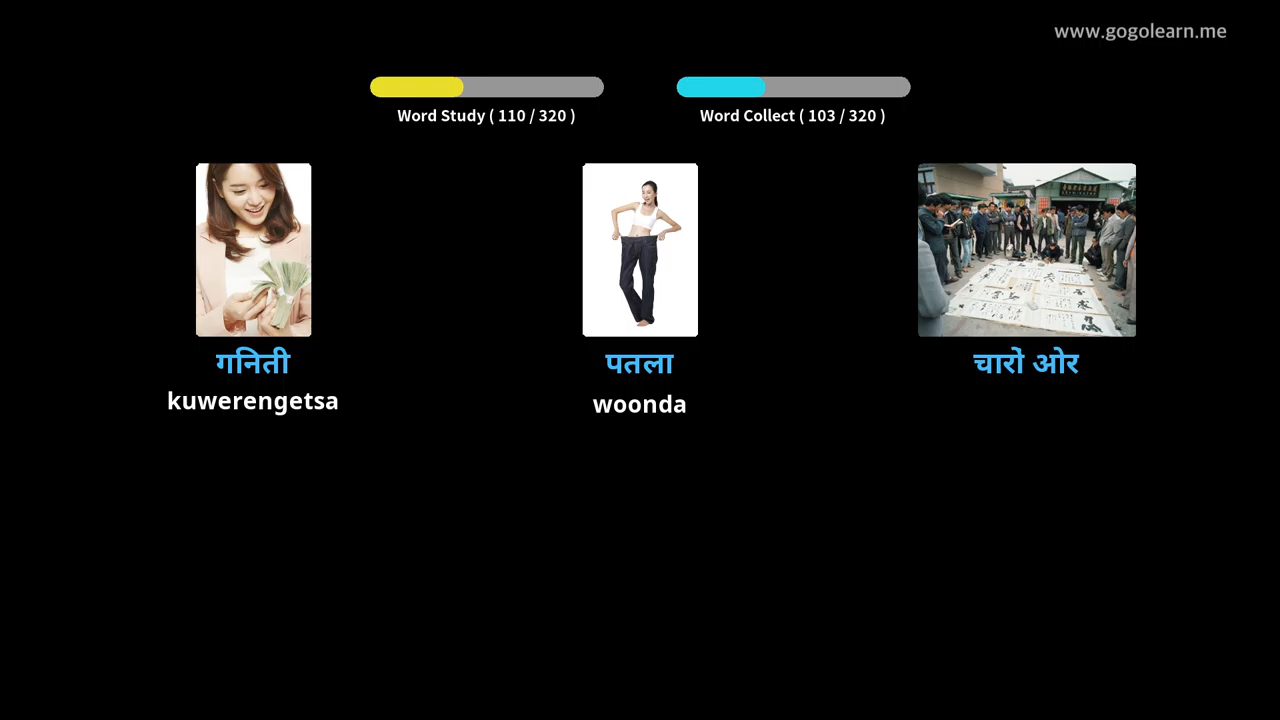 www.gogolearn.me
Word Study ( 110 / 320 )
Word Collect ( 103 / 320 )
गनिती
पतला
चारों ओर
kuwerengetsa
woonda